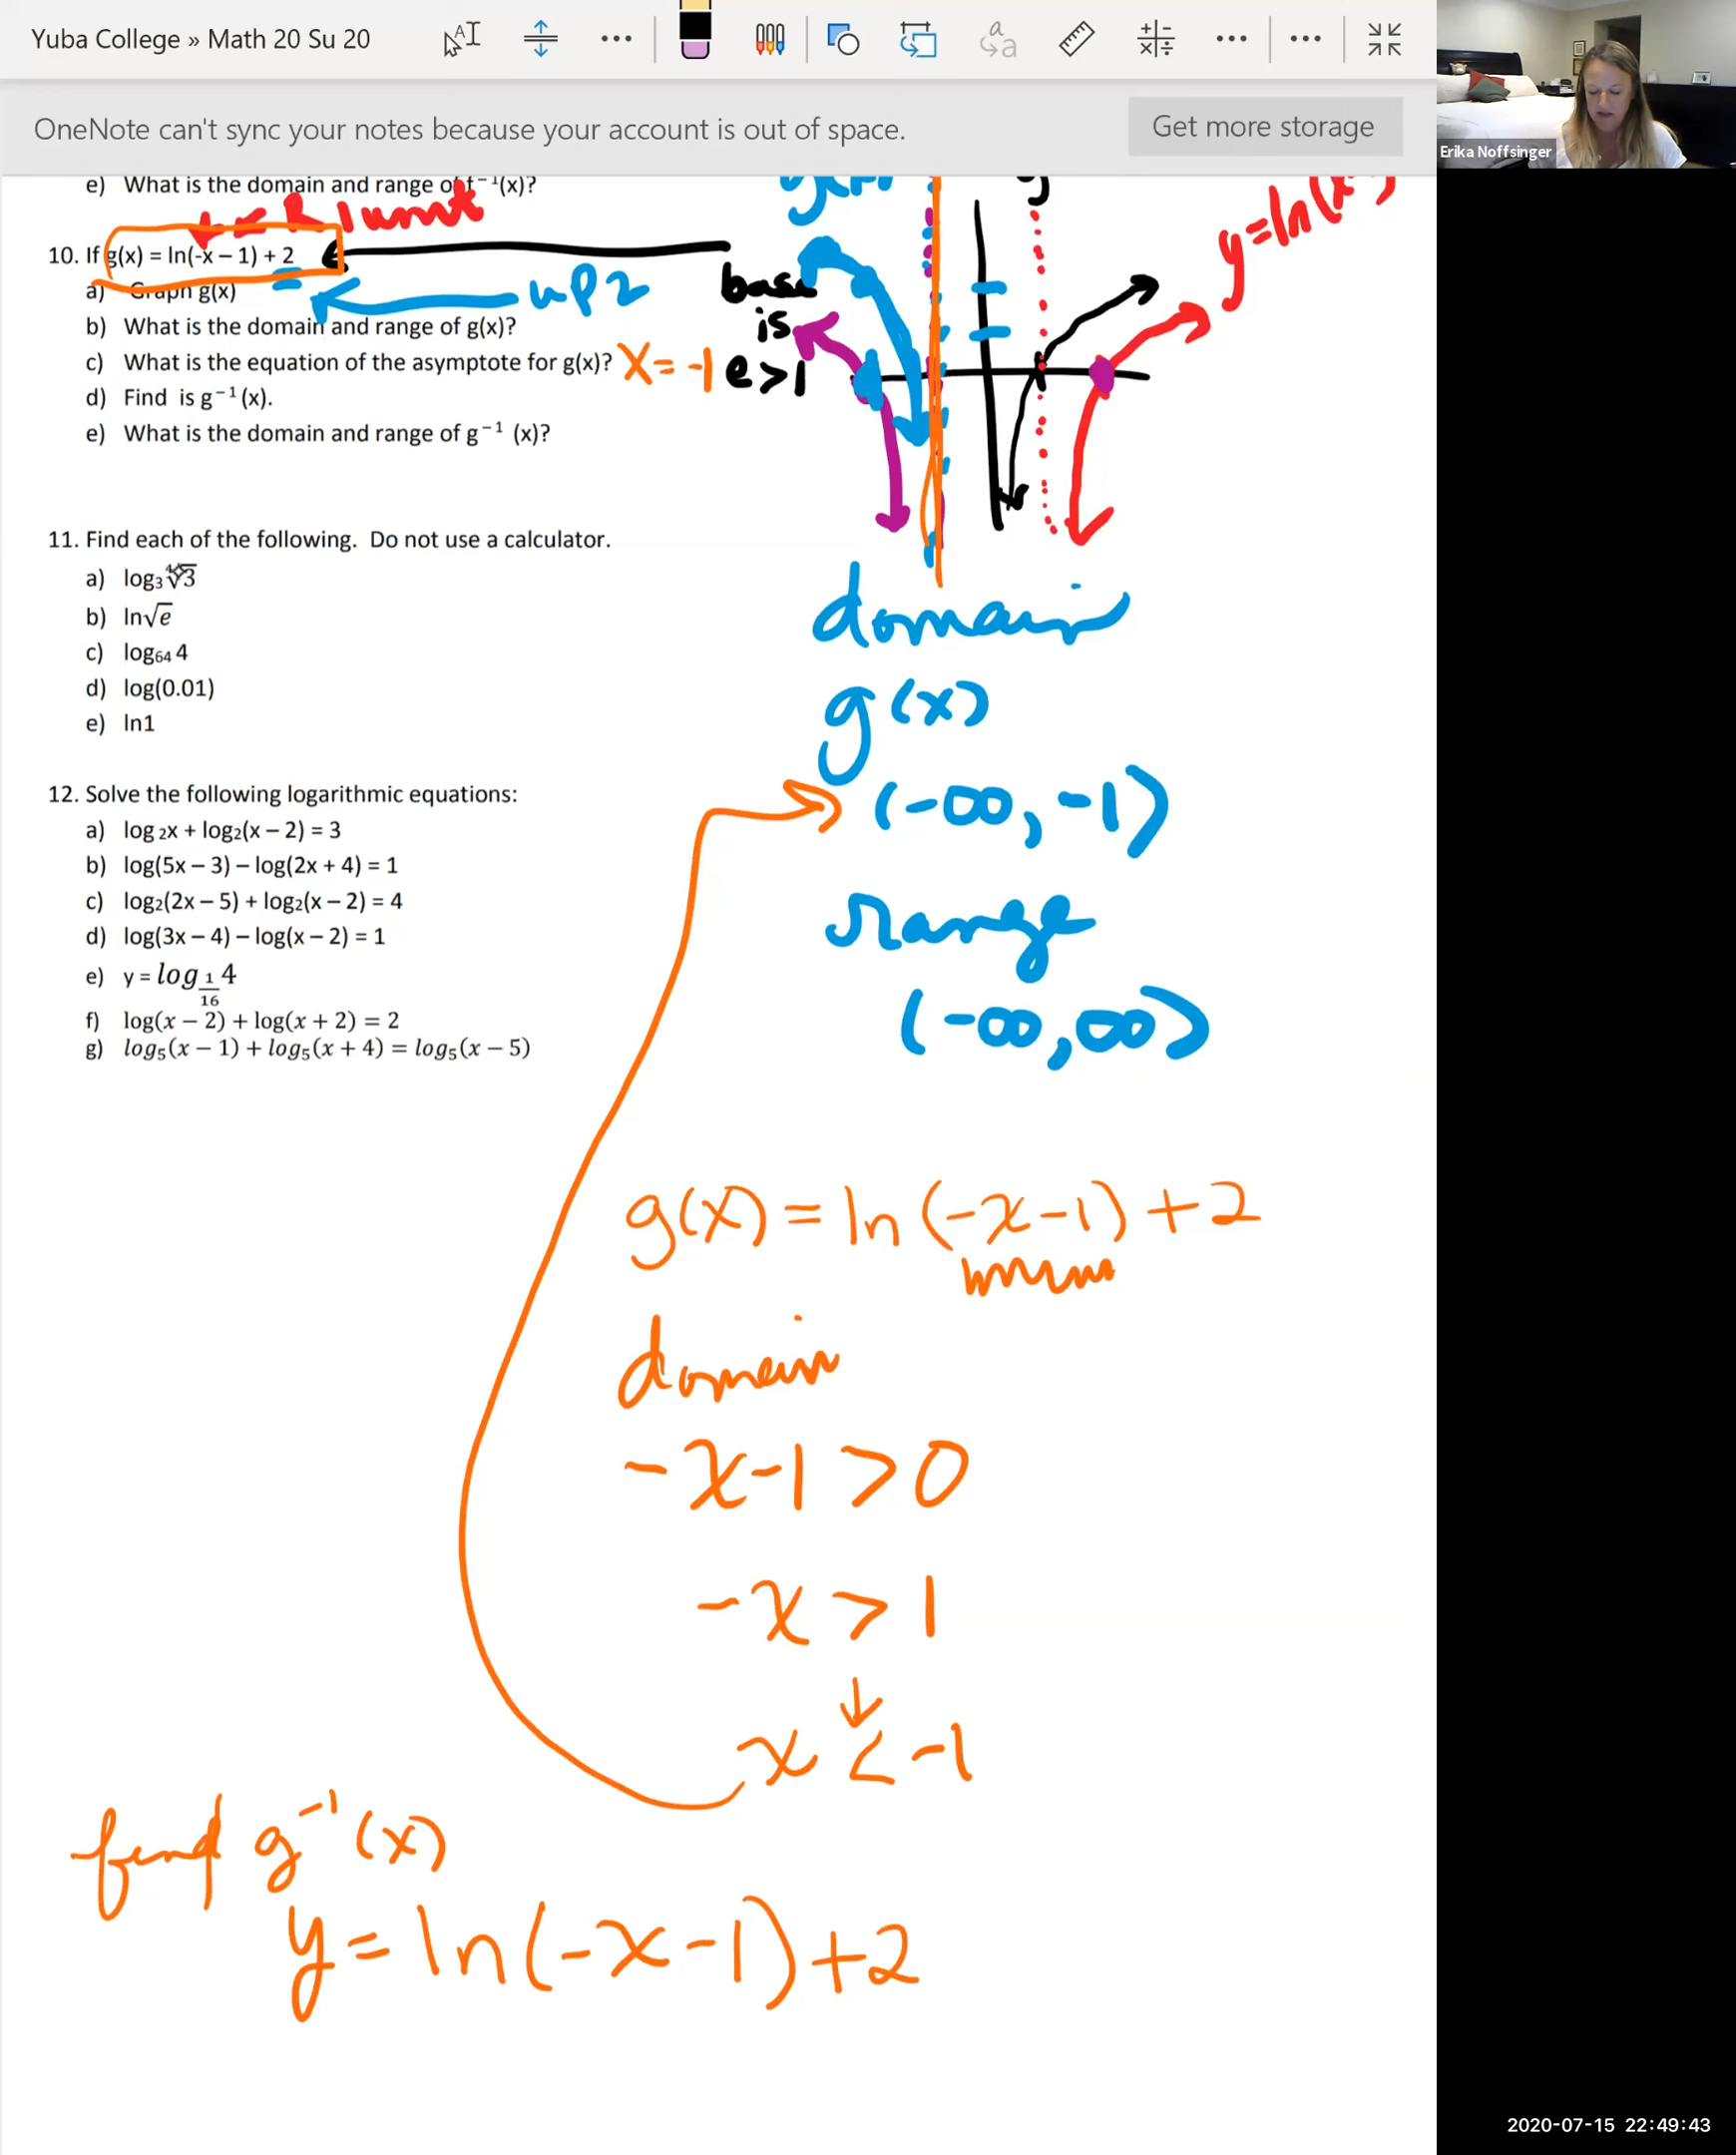 Yuba College » Math 20 Su 20
OneNote can't sync your notes because your account is out of space.
Get more storage
Erika Noffsinger
e) What is the domain and range of f⁻¹(x)?
R 1 unit
10. If g(x) = ln(-x – 1) + 2
a) Graph g(x)
up 2
b) What is the domain and range of g(x)?
c) What is the equation of the asymptote for g(x)? x = -1
d) Find is g⁻¹ (x).
e) What is the domain and range of g⁻¹ (x)?
base
is
e>1
y=ln(x
11. Find each of the following. Do not use a calculator.
a) log₃ ∜3
b) ln√e
c) log₆₄ 4
d) log(0.01)
e) ln1
12. Solve the following logarithmic equations:
a) log ₂x + log₂(x – 2) = 3
b) log(5x – 3) – log(2x + 4) = 1
c) log₂(2x – 5) + log₂(x – 2) = 4
d) log(3x – 4) – log(x – 2) = 1
e) y = log_(1/16) 4
f) log(x − 2) + log(x + 2) = 2
g) log₅(x − 1) + log₅(x + 4) = log₅(x − 5)
domain
g(x)
(-∞, -1)
range
(-∞, ∞)
g(x) = ln(-x-1) + 2
domain
-x-1 > 0
-x > 1
x < -1
find g⁻¹(x)
y = ln(-x-1) + 2
2020-07-15 22:49:43